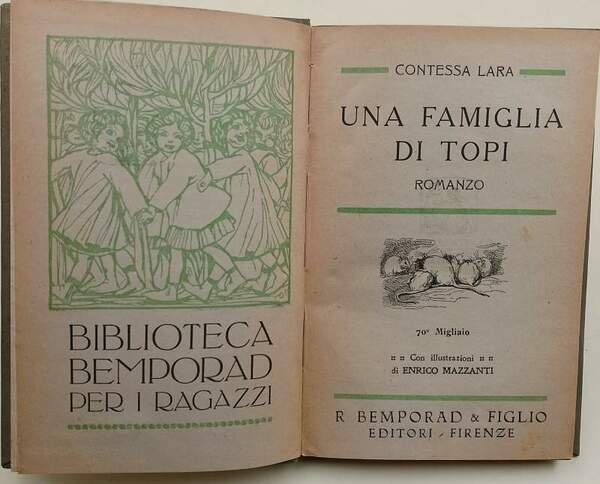 BIBLIOTECA
BEMPORAD
PER I RAGAZZI
CONTESSA LARA
UNA FAMIGLIA
DI TOPI
ROMANZO
70º Migliaio
Con illustrazioni
di ENRICO MAZZANTI
R. BEMPORAD & FIGLIO
EDITORI - FIRENZE